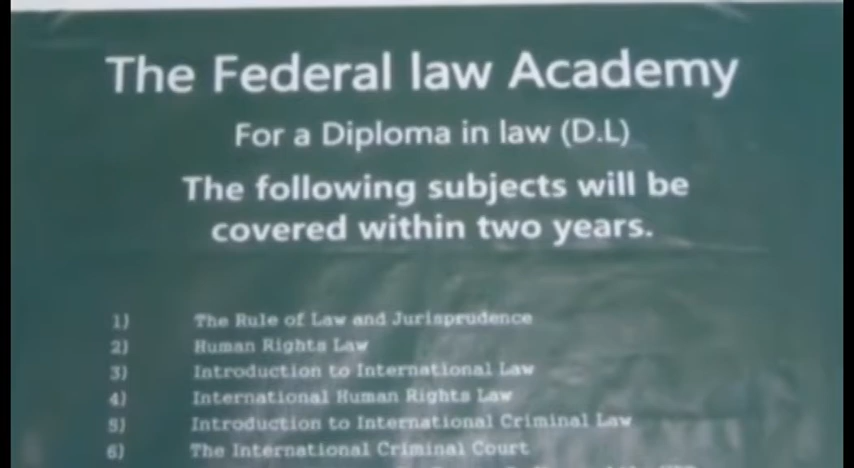 The Federal law Academy
For a Diploma in law (D.L)
The following subjects will be
covered within two years.
1) The Rule of Law and Jurisprudence
2) Human Rights Law
3) Introduction to International Law
4) International Human Rights Law
5) Introduction to International Criminal Law
6) The International Criminal Court